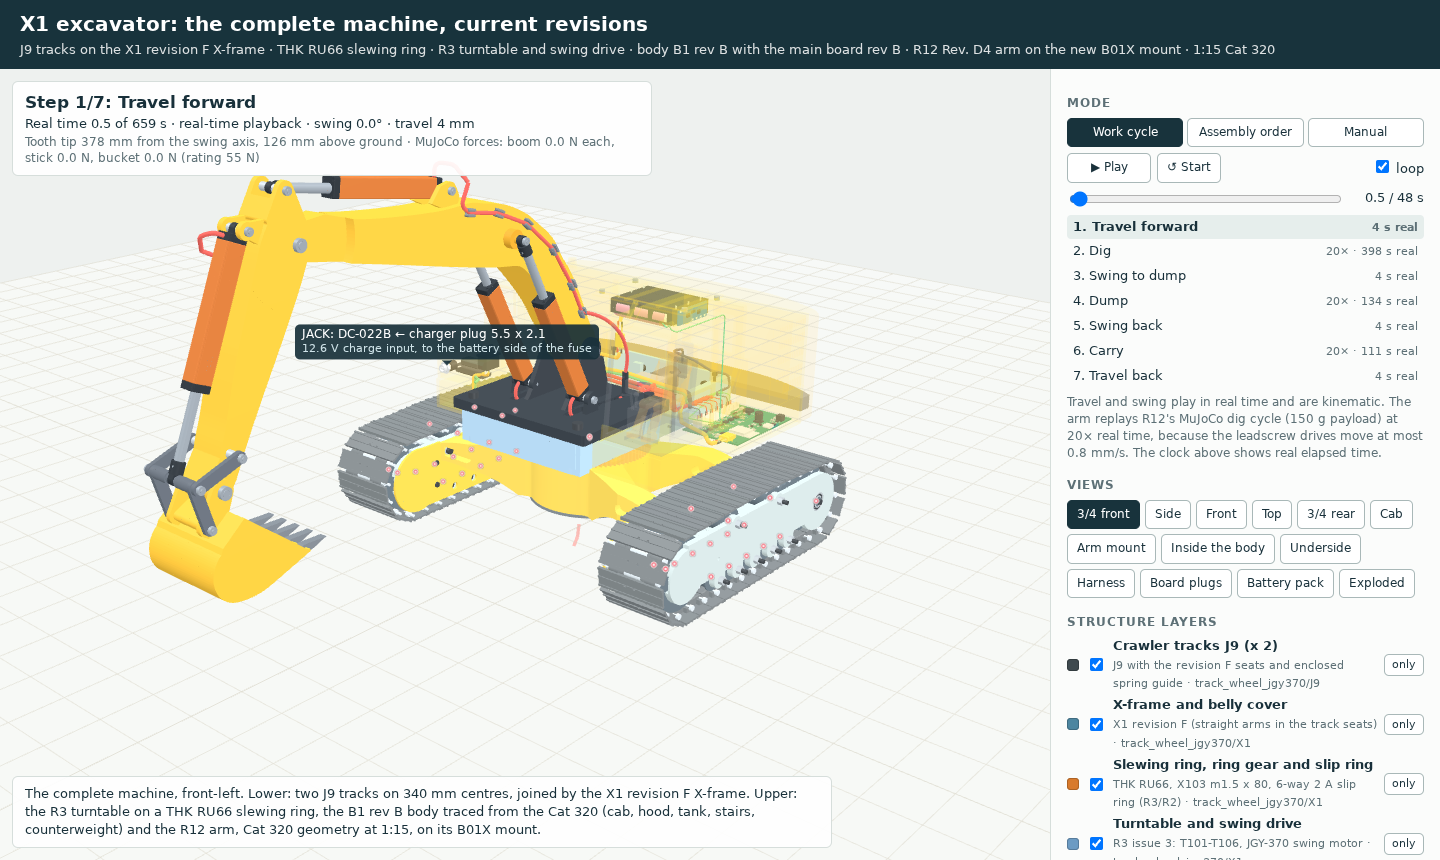 X1 excavator: the complete machine, current revisions
J9 tracks on the X1 revision F X-frame · THK RU66 slewing ring · R3 turntable and swing drive · body B1 rev B with the main board rev B · R12 Rev. D4 arm on the new B01X mount · 1:15 Cat 320
Step 1/7: Travel forward
Real time 0.5 of 659 s · real-time playback · swing 0.0° · travel 4 mm
Tooth tip 378 mm from the swing axis, 126 mm above ground · MuJoCo forces: boom 0.0 N each,
stick 0.0 N, bucket 0.0 N (rating 55 N)
JACK: DC-022B ← charger plug 5.5 x 2.1
12.6 V charge input, to the battery side of the fuse
The complete machine, front-left. Lower: two J9 tracks on 340 mm centres, joined by the X1 revision F X-frame. Upper:
the R3 turntable on a THK RU66 slewing ring, the B1 rev B body traced from the Cat 320 (cab, hood, tank, stairs,
counterweight) and the R12 arm, Cat 320 geometry at 1:15, on its B01X mount.
MODE
Work cycle Assembly order Manual
▶ Play ↺ Start loop
0.5 / 48 s
1. Travel forward 4 s real
2. Dig 20× · 398 s real
3. Swing to dump 4 s real
4. Dump 20× · 134 s real
5. Swing back 4 s real
6. Carry 20× · 111 s real
7. Travel back 4 s real
Travel and swing play in real time and are kinematic. The
arm replays R12's MuJoCo dig cycle (150 g payload) at
20× real time, because the leadscrew drives move at most
0.8 mm/s. The clock above shows real elapsed time.
VIEWS
3/4 front Side Front Top 3/4 rear Cab
Arm mount Inside the body Underside
Harness Board plugs Battery pack Exploded
STRUCTURE LAYERS
Crawler tracks J9 (x 2)
J9 with the revision F seats and enclosed only
spring guide · track_wheel_jgy370/J9
X-frame and belly cover
X1 revision F (straight arms in the track seats) only
· track_wheel_jgy370/X1
Slewing ring, ring gear and slip ring
THK RU66, X103 m1.5 x 80, 6-way 2 A slip only
ring (R3/R2) · track_wheel_jgy370/X1
Turntable and swing drive
R3 issue 3: T101-T106, JGY-370 swing motor · only